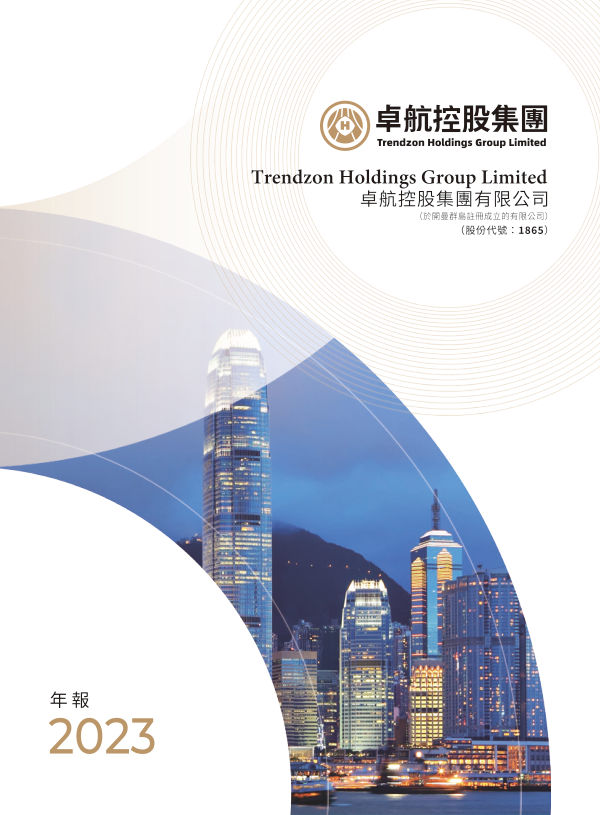 卓航控股集團
Trendzon Holdings Group Limited
Trendzon Holdings Group Limited
卓航控股集團有限公司
（於開曼群島註冊成立的有限公司）
（股份代號：1865）
年報
2023